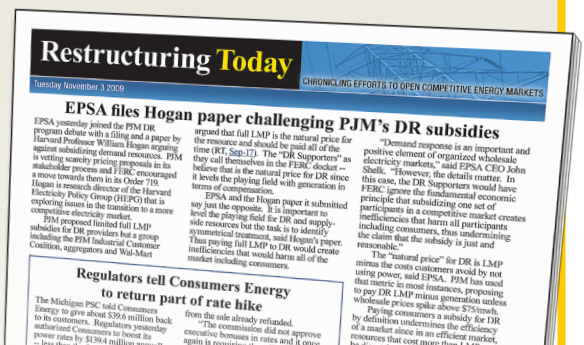 Restructuring Today
CHRONICLING EFFORTS TO OPEN COMPETITIVE ENERGY MARKETS
Tuesday November 3 2009
EPSA files Hogan paper challenging PJM's DR subsidies
EPSA yesterday joined the PJM DR
program debate with a filing and a paper by
Harvard Professor William Hogan arguing
against subsidizing demand resources. PJM
is vetting scarcity pricing proposals in its
stakeholder process and FERC encouraged
a move towards them in its Order 719.
Hogan is research director of the Harvard
Electricity Policy Group (HEPG) that is
exploring issues in the transition to a more
competitive electricity market.
PJM proposed limited full LMP
subsidies for DR providers but a group
including the PJM Industrial Customer
Coalition, aggregators and Wal-Mart
argued that full LMP is the natural price for
the resource and should be paid all of the
time (RT, Sep-17). The "DR Supporters" as
they call themselves in the FERC docket –
believe that is the natural price for DR since
it levels the playing field with generation in
terms of compensation.
EPSA and the Hogan paper it submitted
say just the opposite. It is important to
level the playing field for DR and supply-
side resources but the task is to identify
symmetrical treatment, said Hogan's paper.
Thus paying full LMP to DR would create
inefficiencies that would harm all of the
market including consumers.
"Demand response is an important and
positive element of organized wholesale
electricity markets," said EPSA CEO John
Shelk. "However, the details matter. In
this case, the DR Supporters would have
FERC ignore the fundamental economic
principle that subsidizing one set of
participants in a competitive market creates
inefficiencies that harm all participants
including consumers, thus undermining
the claim that the subsidy is just and
reasonable."
The "natural price" for DR is LMP
minus the costs customers avoid by not
using power, said EPSA. PJM has used
that metric in most instances, proposing
to pay DR LMP minus generation unless
wholesale prices spike above $75/mwh.
Paying consumers a subsidy for DR
by definition undermines the efficiency
of a market since in an efficient market,
resources that cost more than LMP
Regulators tell Consumers Energy
to return part of rate hike
The Michigan PSC told Consumers
Energy to give about $39.6 million back
to its customers. Regulators yesterday
authorized Consumers to boost its
power rates by $139.4 million annually
from the sale already refunded.
"The commission did not approve
executive bonuses in rates and it once